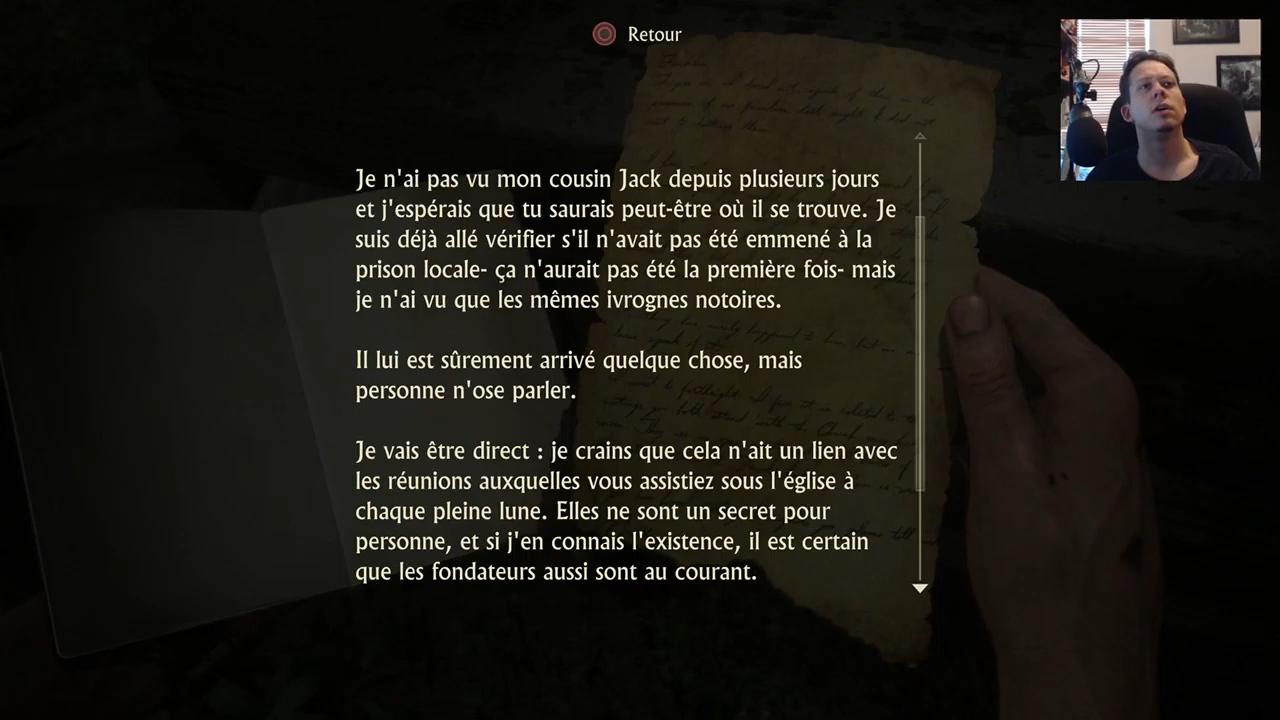 Retour
Je n'ai pas vu mon cousin Jack depuis plusieurs jours
et j'espérais que tu saurais peut-être où il se trouve. Je
suis déjà allé vérifier s'il n'avait pas été emmené à la
prison locale- ça n'aurait pas été la première fois- mais
je n'ai vu que les mêmes ivrognes notoires.
Il lui est sûrement arrivé quelque chose, mais
personne n'ose parler.
Je vais être direct : je crains que cela n'ait un lien avec
les réunions auxquelles vous assistiez sous l'église à
chaque pleine lune. Elles ne sont un secret pour
personne, et si j'en connais l'existence, il est certain
que les fondateurs aussi sont au courant.